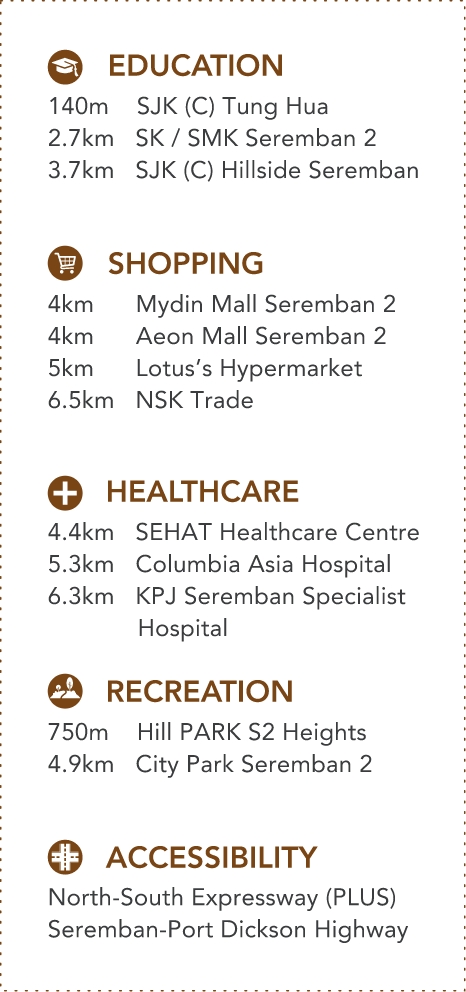 EDUCATION
140m SJK (C) Tung Hua
2.7km SK / SMK Seremban 2
3.7km SJK (C) Hillside Seremban
SHOPPING
4km Mydin Mall Seremban 2
4km Aeon Mall Seremban 2
5km Lotus's Hypermarket
6.5km NSK Trade
HEALTHCARE
4.4km SEHAT Healthcare Centre
5.3km Columbia Asia Hospital
6.3km KPJ Seremban Specialist
Hospital
RECREATION
750m Hill PARK S2 Heights
4.9km City Park Seremban 2
ACCESSIBILITY
North-South Expressway (PLUS)
Seremban-Port Dickson Highway